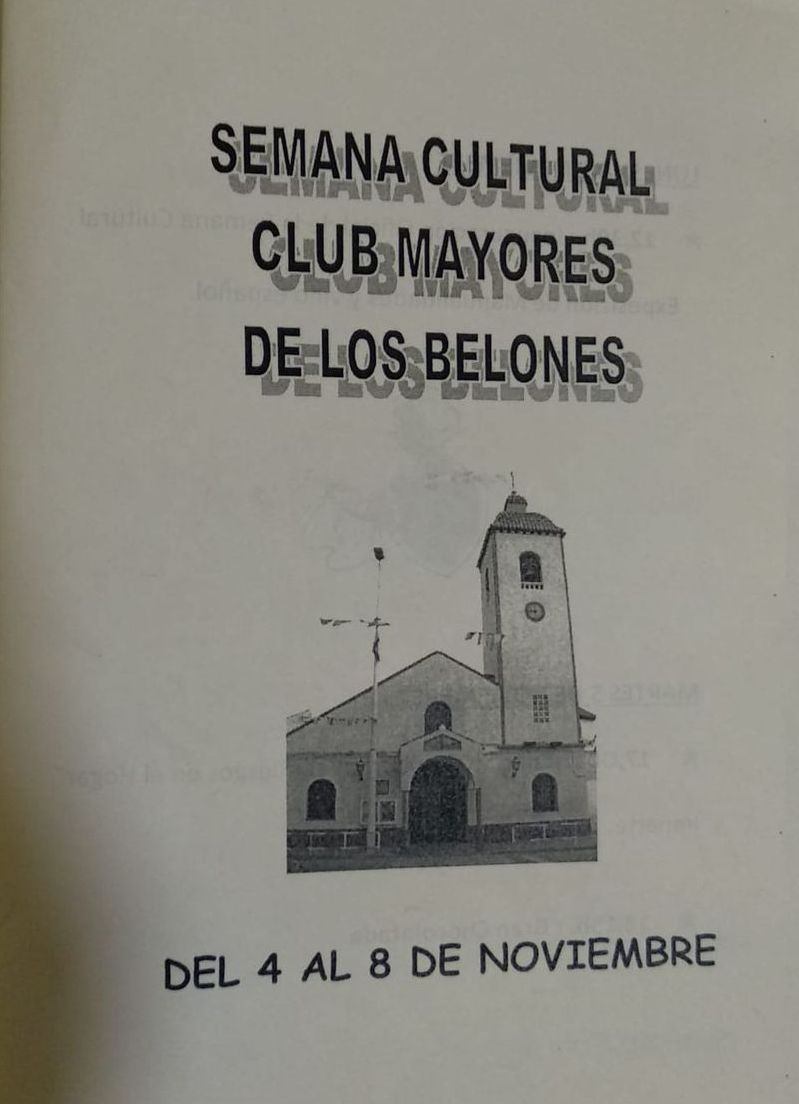 SEMANA CULTURAL
CLUB MAYORES
DE LOS BELONES
DEL 4 AL 8 DE NOVIEMBRE